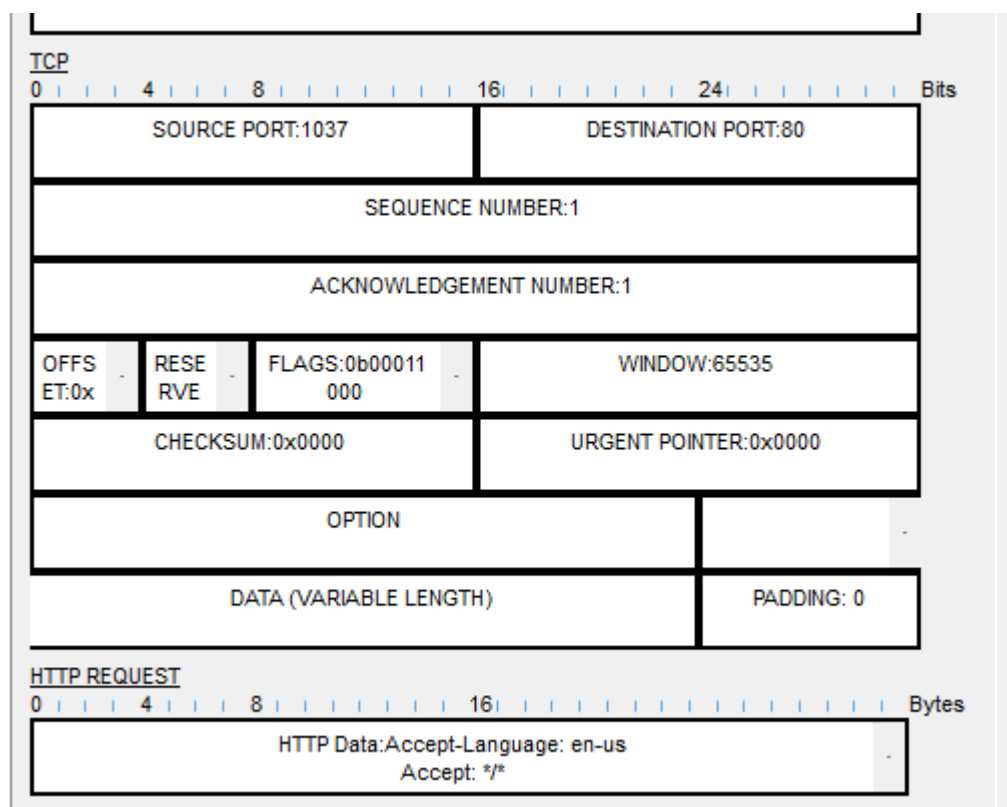 TCP
0 4 8 16 24 Bits
SOURCE PORT:1037 DESTINATION PORT:80
SEQUENCE NUMBER:1
ACKNOWLEDGEMENT NUMBER:1
OFFS RESE FLAGS:0b00011 WINDOW:65535
ET:0x RVE 000
CHECKSUM:0x0000 URGENT POINTER:0x0000
OPTION
DATA (VARIABLE LENGTH) PADDING: 0
HTTP REQUEST
0 4 8 16 Bytes
HTTP Data:Accept-Language: en-us
Accept: */*